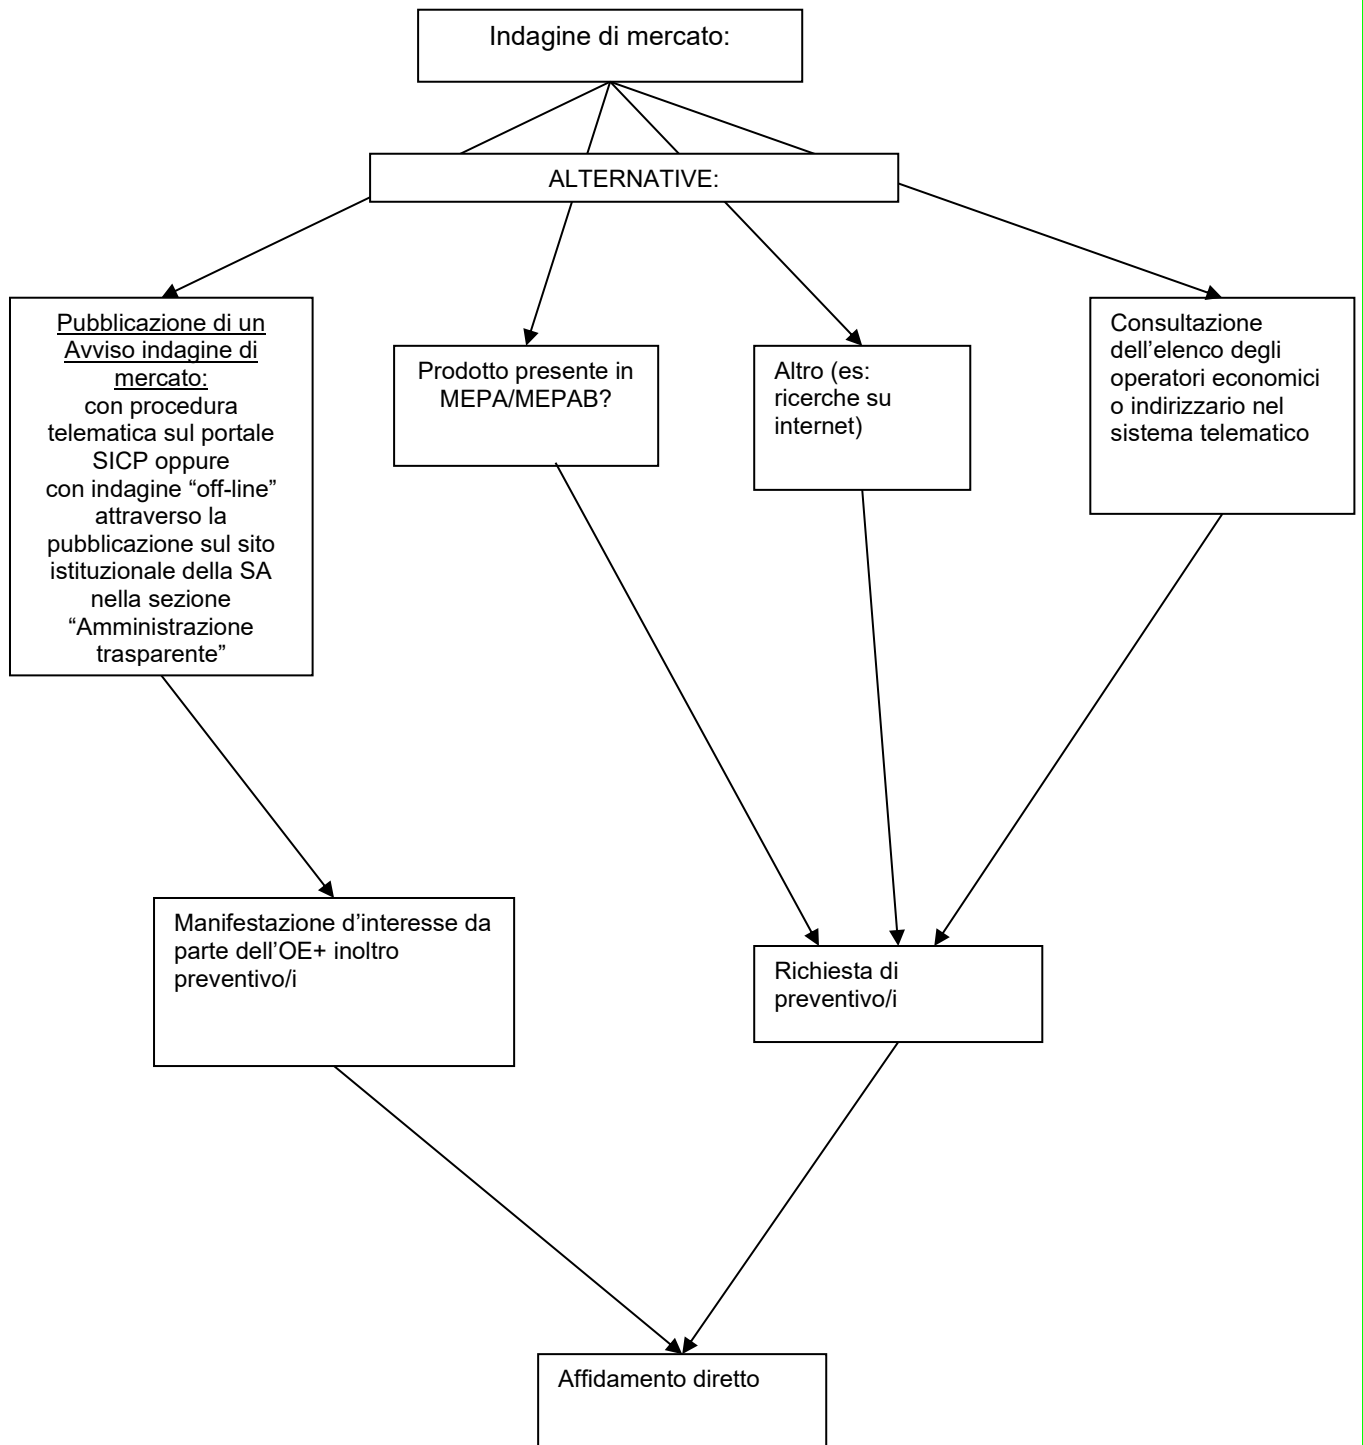 Indagine di mercato:
ALTERNATIVE:
Pubblicazione di un
Avviso indagine di
mercato:
con procedura
telematica sul portale
SICP oppure
con indagine “off-line”
attraverso la
pubblicazione sul sito
istituzionale della SA
nella sezione
“Amministrazione
trasparente”
Prodotto presente in
MEPA/MEPAB?
Altro (es:
ricerche su
internet)
Consultazione
dell’elenco degli
operatori economici
o indirizzario nel
sistema telematico
Manifestazione d’interesse da
parte dell’OE+ inoltro
preventivo/i
Richiesta di
preventivo/i
Affidamento diretto